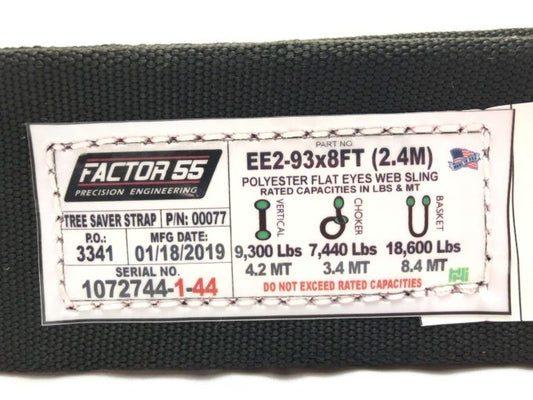 FACTOR 55
PRECISION ENGINEERING
TREE SAVER STRAP P/N: 00077
P.O.: MFG DATE:
3341 01/18/2019
SERIAL NO.
1072744-1-44
PART NO.
EE2-93x8FT (2.4M)
POLYESTER FLAT EYES WEB SLING
RATED CAPACITIES IN LBS & MT
VERTICAL
CHOKER
BASKET
9,300 Lbs 7,440 Lbs 18,600 Lbs
4.2 MT 3.4 MT 8.4 MT
DO NOT EXCEED RATED CAPACITIES